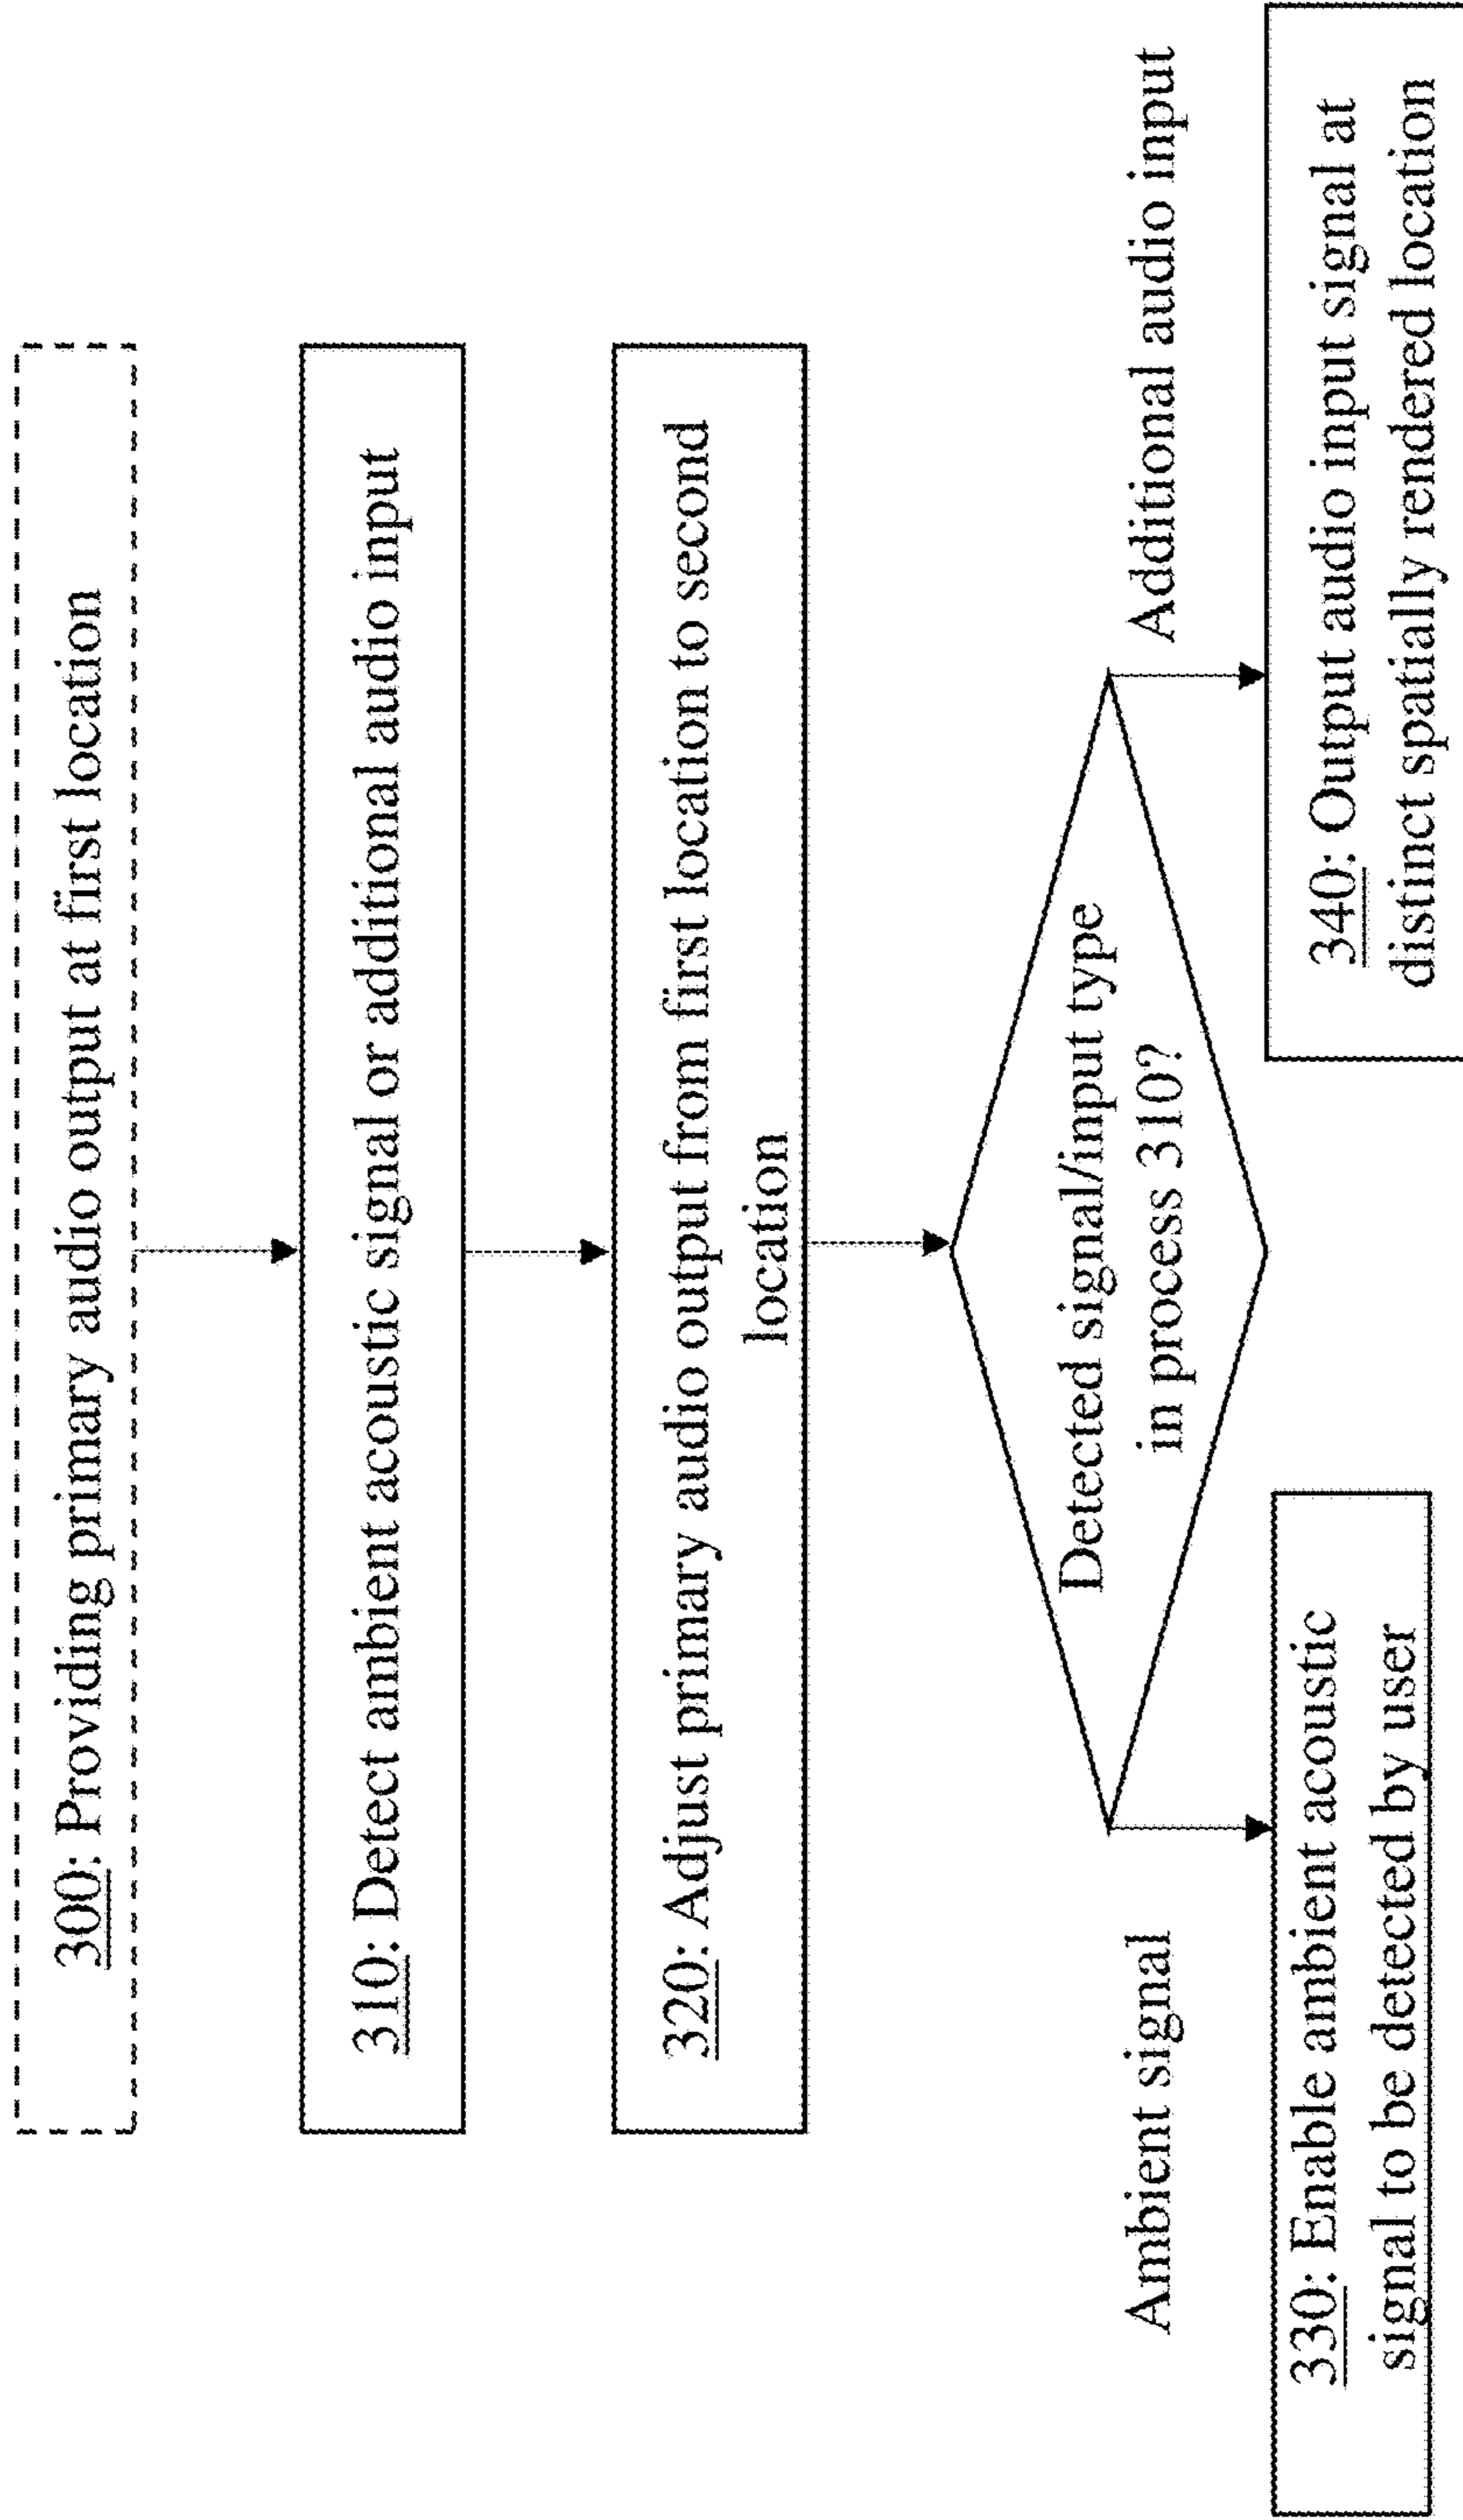 300: Providing primary audio output at first location
310: Detect ambient acoustic signal or additional audio input
320: Adjust primary audio output from first location to second
location
Detected signal/input type
in process 310?
Ambient signal
Additional audio input
330: Enable ambient acoustic
signal to be detected by user
340: Output audio input signal at
distinct spatially rendered location